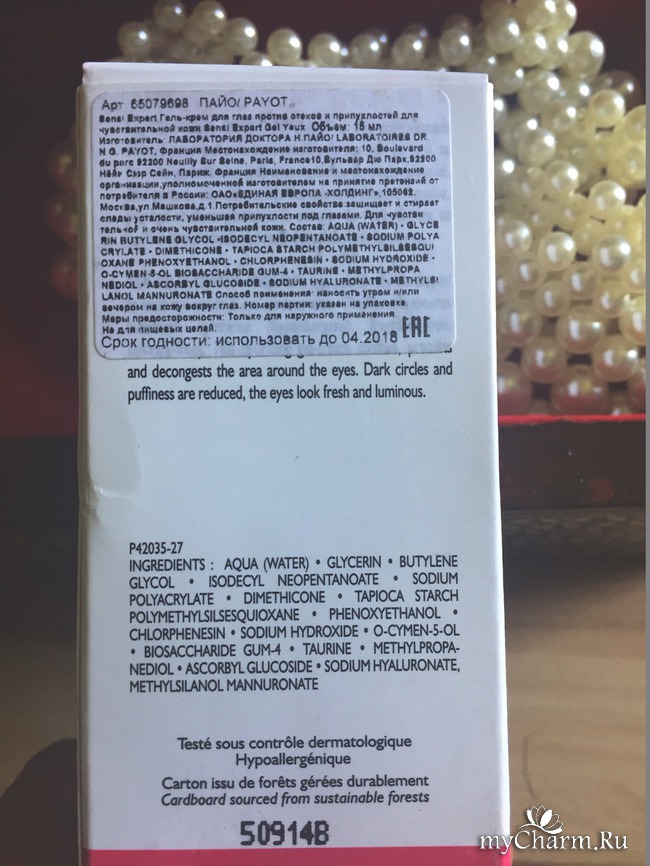 Арт. 65079698 ПАЙО/ PAYOT
Sensi Expert Гель-крем для глаз против отеков и припухлостей для
чувствительной кожи Sensi Expert Gel Yeux Объем: 15 мл
Изготовитель: ЛАБОРАТОРИЯ ДОКТОРА Н.ПАЙО/ LABORATOIRES DR.
N.G. PAYOT, Франция Местонахождение изготовителя: 10, Boulevard
du parc 92200 Neuilly Sur Seine, Paris, France10,Бульвар Дю Парк,92200
Нёйи Сюр Сейн, Париж, Франция Наименование и местонахождение
организации,уполномоченной изготовителем на принятие претензий от
потребителя в России: ОАО«ЕДИНАЯ ЕВРОПА -ХОЛДИНГ»,105062,
Москва,ул.Машкова,д.1.Потребительские свойства:защищает и стирает
следы усталости, уменьшая припухлости под глазами. Для чувстви
тельной и очень чувствительной кожи. Состав: AQUA (WATER) • GLYCE
RIN BUTYLENE GLYCOL •ISODECYL NEOPENTANOATE • SODIUM POLYA
CRYLATE • DIMETHICONE • TAPIOCA STARCH POLYMETHYLSILSESQUI
OXANE PHENOXYETHANOL • CHLORPHENESIN • SODIUM HYDROXIDE •
O-CYMEN-5-OL BIOSACCHARIDE GUM-4 • TAURINE • METHYLPROPA
NEDIOL • ASCORBYL GLUCOSIDE • SODIUM HYALURONATE • METHYLSI
LANOL MANNURONATE Способ применения: наносить утром и/или
вечером на кожу вокруг глаз. Номер партии: указан на упаковке.
Меры предосторожности: Только для наружного применения.
Не для пищевых целей.
Срок годности: использовать до 04.2018 EAC
and decongests the area around the eyes. Dark circles and
puffiness are reduced, the eyes look fresh and luminous.
P42035-27
INGREDIENTS : AQUA (WATER) • GLYCERIN • BUTYLENE
GLYCOL • ISODECYL NEOPENTANOATE • SODIUM
POLYACRYLATE • DIMETHICONE • TAPIOCA STARCH
POLYMETHYLSILSESQUIOXANE • PHENOXYETHANOL •
CHLORPHENESIN • SODIUM HYDROXIDE • O-CYMEN-5-OL
• BIOSACCHARIDE GUM-4 • TAURINE • METHYLPROPA-
NEDIOL • ASCORBYL GLUCOSIDE • SODIUM HYALURONATE,
METHYLSILANOL MANNURONATE
Testé sous contrôle dermatologique
Hypoallergénique
Carton issu de forêts gérées durablement
Cardboard sourced from sustainable forests
50914B
myCharm.Ru